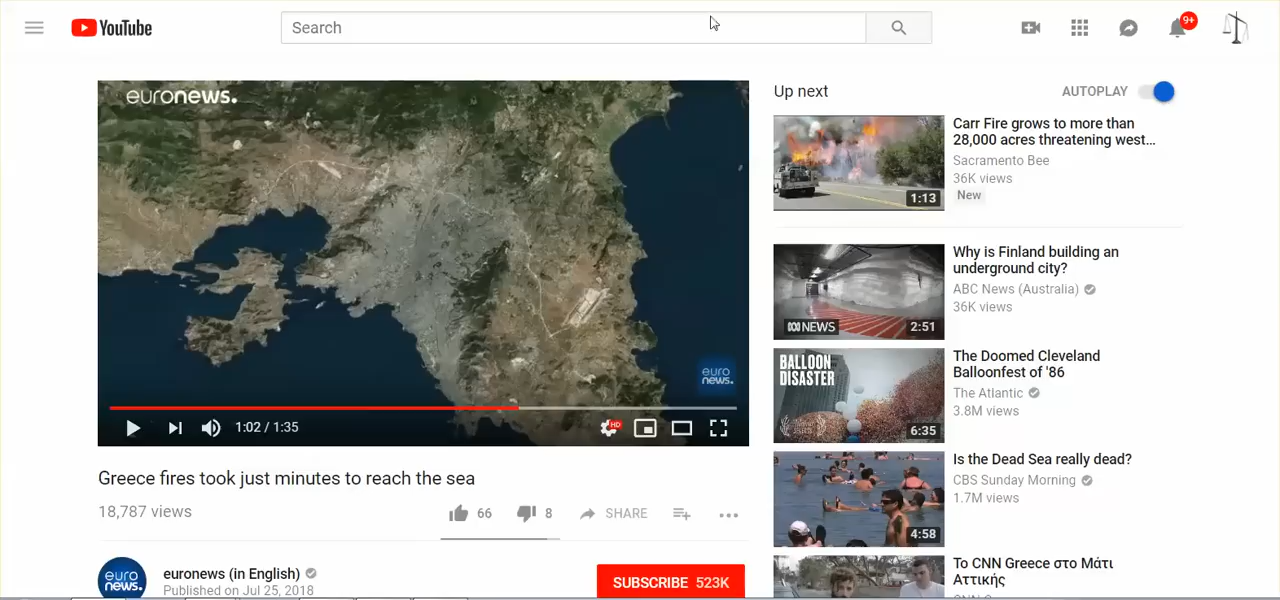 YouTube
Search
9+
euronews.
euro
news.
1:02 / 1:35
HD
Greece fires took just minutes to reach the sea
18,787 views
66
8
SHARE
euro
news.
euronews (in English)
Published on Jul 25, 2018
SUBSCRIBE 523K
Up next
AUTOPLAY
1:13
Carr Fire grows to more than
28,000 acres threatening west...
Sacramento Bee
36K views
New
NEWS
2:51
Why is Finland building an
underground city?
ABC News (Australia)
36K views
BALLOON
DISASTER
6:35
The Doomed Cleveland
Balloonfest of '86
The Atlantic
3.8M views
4:58
Is the Dead Sea really dead?
CBS Sunday Morning
1.7M views
Το CNN Greece στο Μάτι
Αττικής